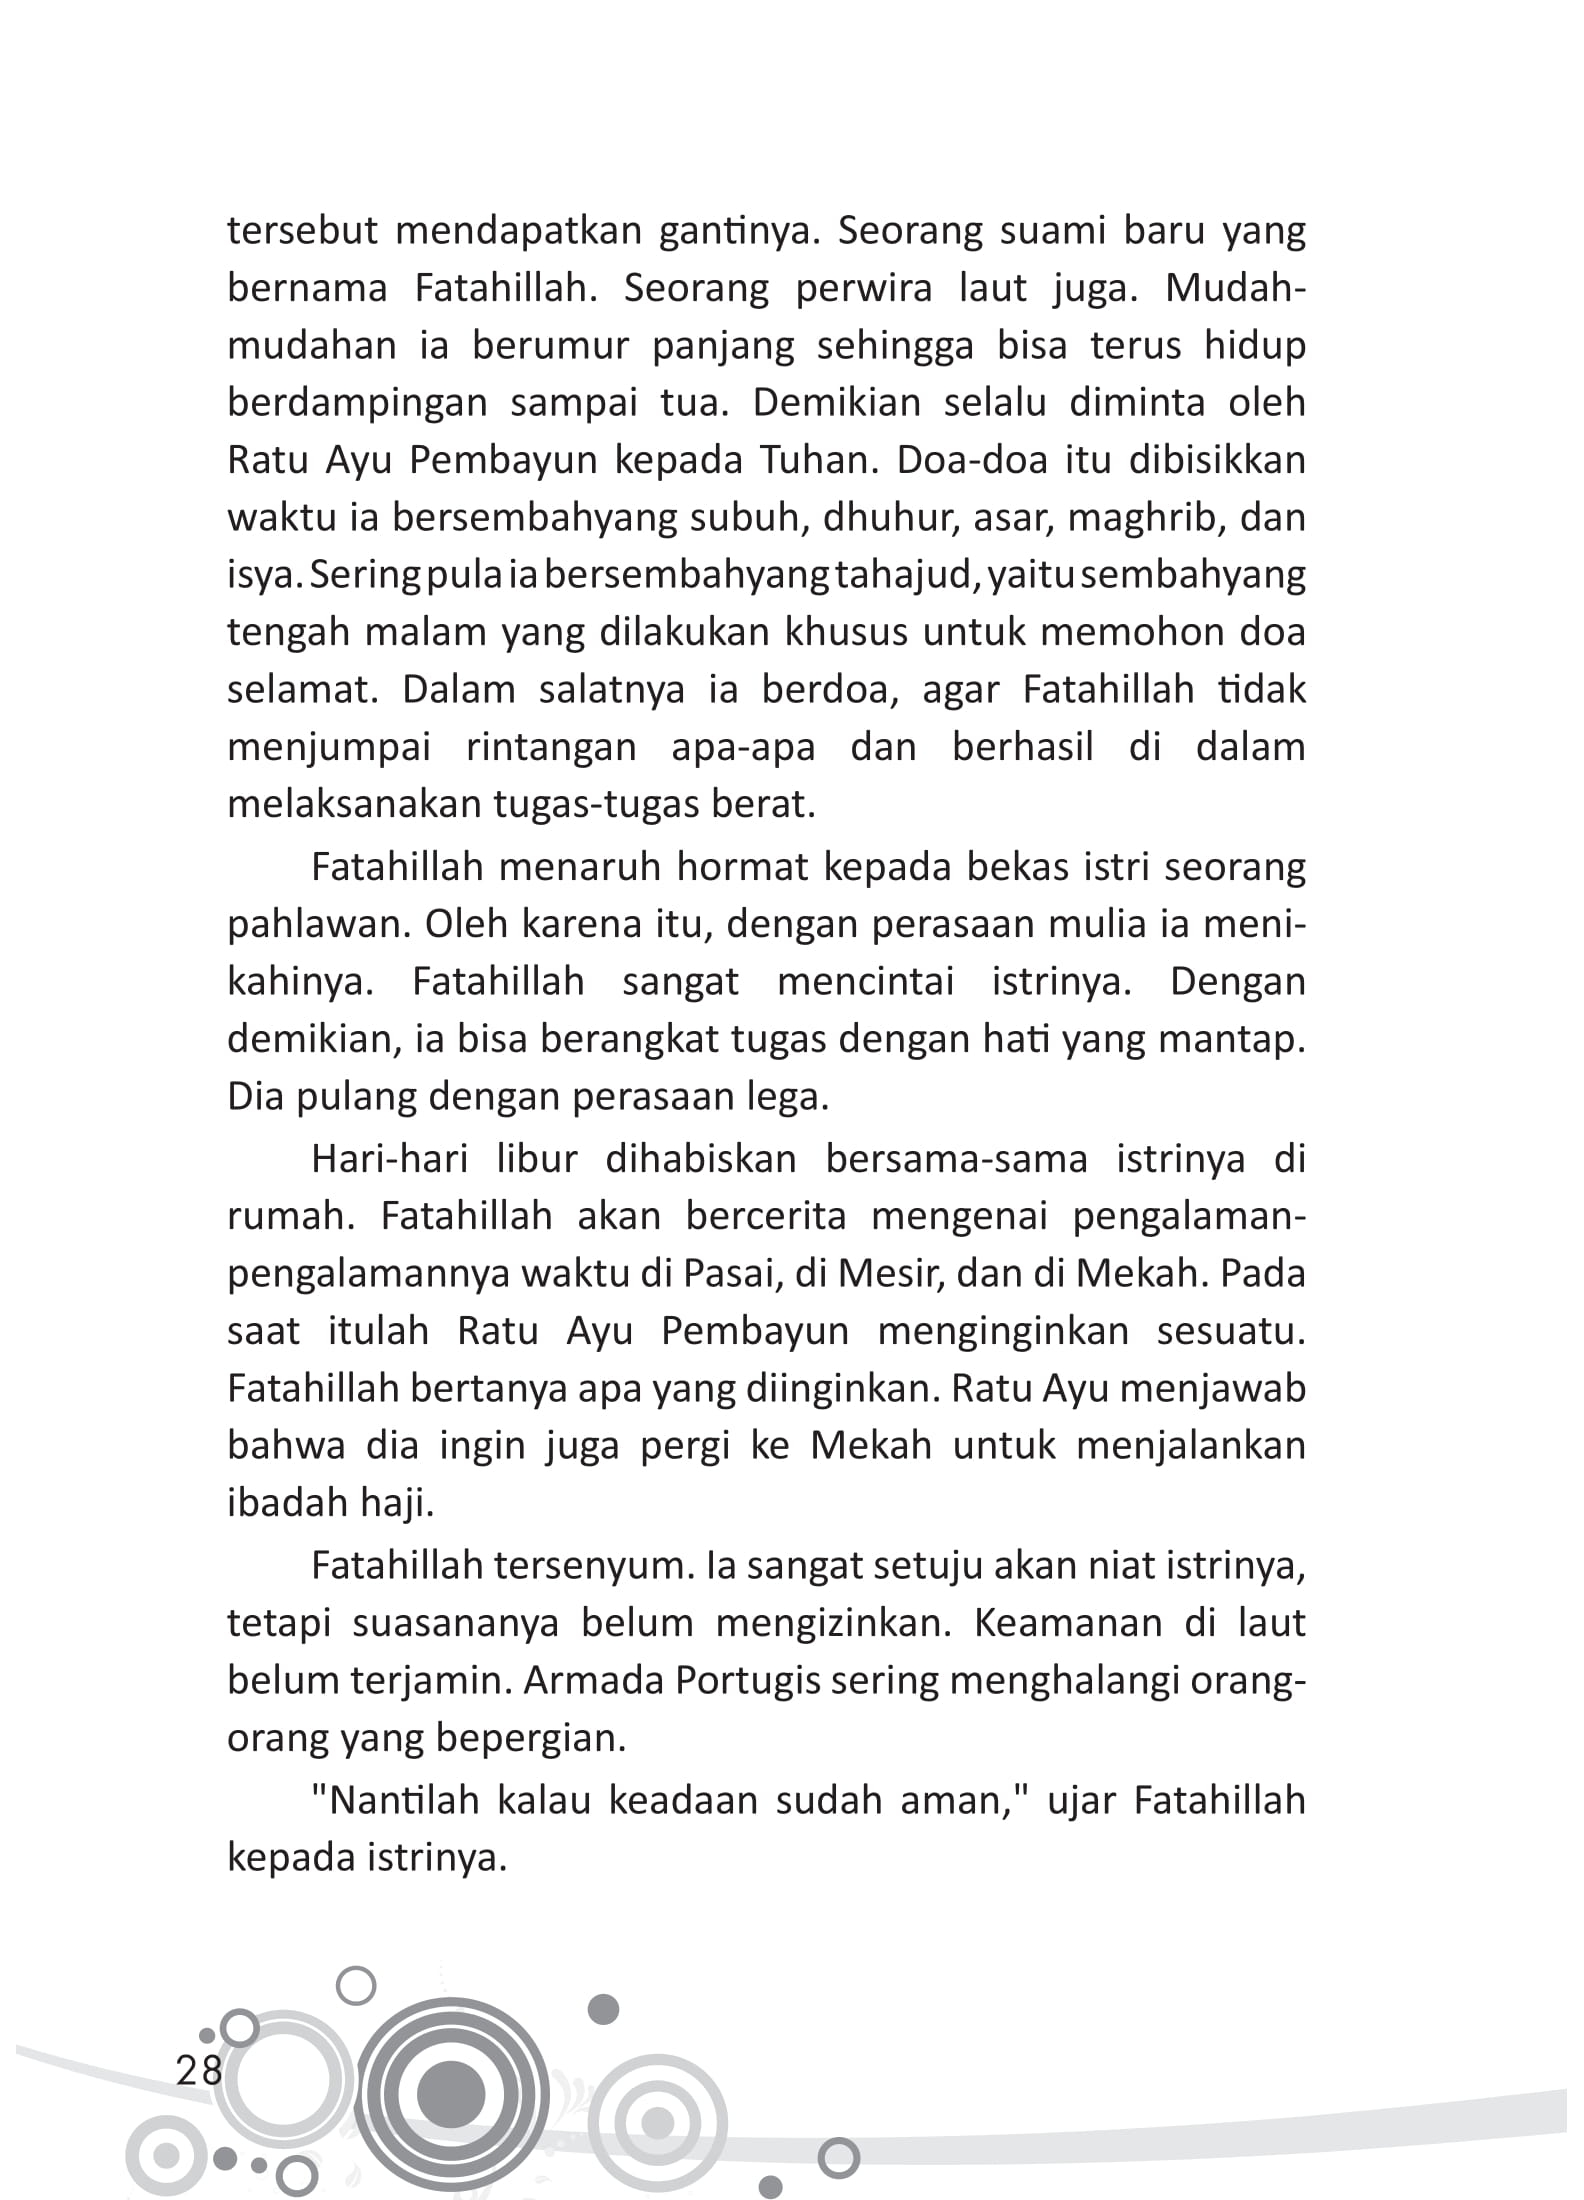 tersebut mendapatkan gantinya. Seorang suami baru yang
bernama Fatahillah. Seorang perwira laut juga. Mudah-
mudahan ia berumur panjang sehingga bisa terus hidup
berdampingan sampai tua. Demikian selalu diminta oleh
Ratu Ayu Pembayun kepada Tuhan. Doa-doa itu dibisikkan
waktu ia bersembahyang subuh, dhuhur, asar, maghrib, dan
isya. Sering pula ia bersembahyang tahajud, yaitu sembahyang
tengah malam yang dilakukan khusus untuk memohon doa
selamat. Dalam salatnya ia berdoa, agar Fatahillah tidak
menjumpai rintangan apa-apa dan berhasil di dalam
melaksanakan tugas-tugas berat.
Fatahillah menaruh hormat kepada bekas istri seorang
pahlawan. Oleh karena itu, dengan perasaan mulia ia meni-
kahinya. Fatahillah sangat mencintai istrinya. Dengan
demikian, ia bisa berangkat tugas dengan hati yang mantap.
Dia pulang dengan perasaan lega.
Hari-hari libur dihabiskan bersama-sama istrinya di
rumah. Fatahillah akan bercerita mengenai pengalaman-
pengalamannya waktu di Pasai, di Mesir, dan di Mekah. Pada
saat itulah Ratu Ayu Pembayun menginginkan sesuatu.
Fatahillah bertanya apa yang diinginkan. Ratu Ayu menjawab
bahwa dia ingin juga pergi ke Mekah untuk menjalankan
ibadah haji.
Fatahillah tersenyum. Ia sangat setuju akan niat istrinya,
tetapi suasananya belum mengizinkan. Keamanan di laut
belum terjamin. Armada Portugis sering menghalangi orang-
orang yang bepergian.
"Nantilah kalau keadaan sudah aman," ujar Fatahillah
kepada istrinya.
28